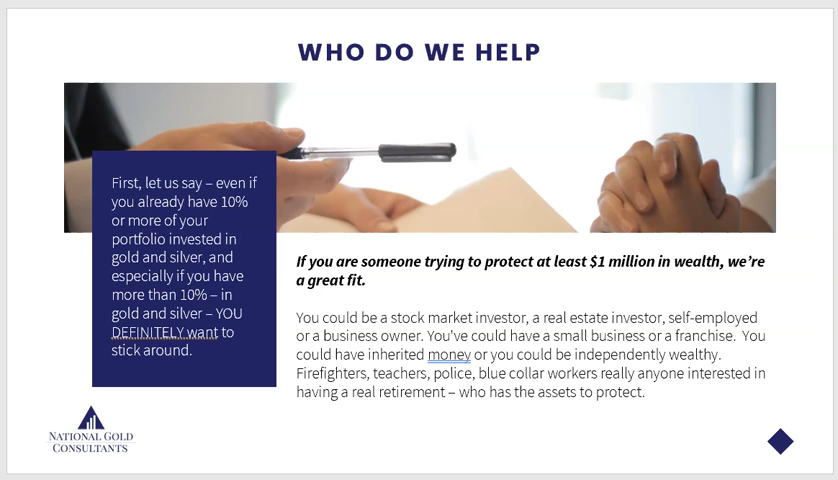 WHO DO WE HELP
First, let us say – even if
you already have 10%
or more of your
portfolio invested in
gold and silver, and
especially if you have
more than 10% – in
gold and silver – YOU
DEFINITELY want to
stick around.
If you are someone trying to protect at least $1 million in wealth, we’re
a great fit.
You could be a stock market investor, a real estate investor, self-employed
or a business owner. You've could have a small business or a franchise.  You
could have inherited money or you could be independently wealthy.
Firefighters, teachers, police, blue collar workers really anyone interested in
having a real retirement – who has the assets to protect.
NATIONAL GOLD
CONSULTANTS